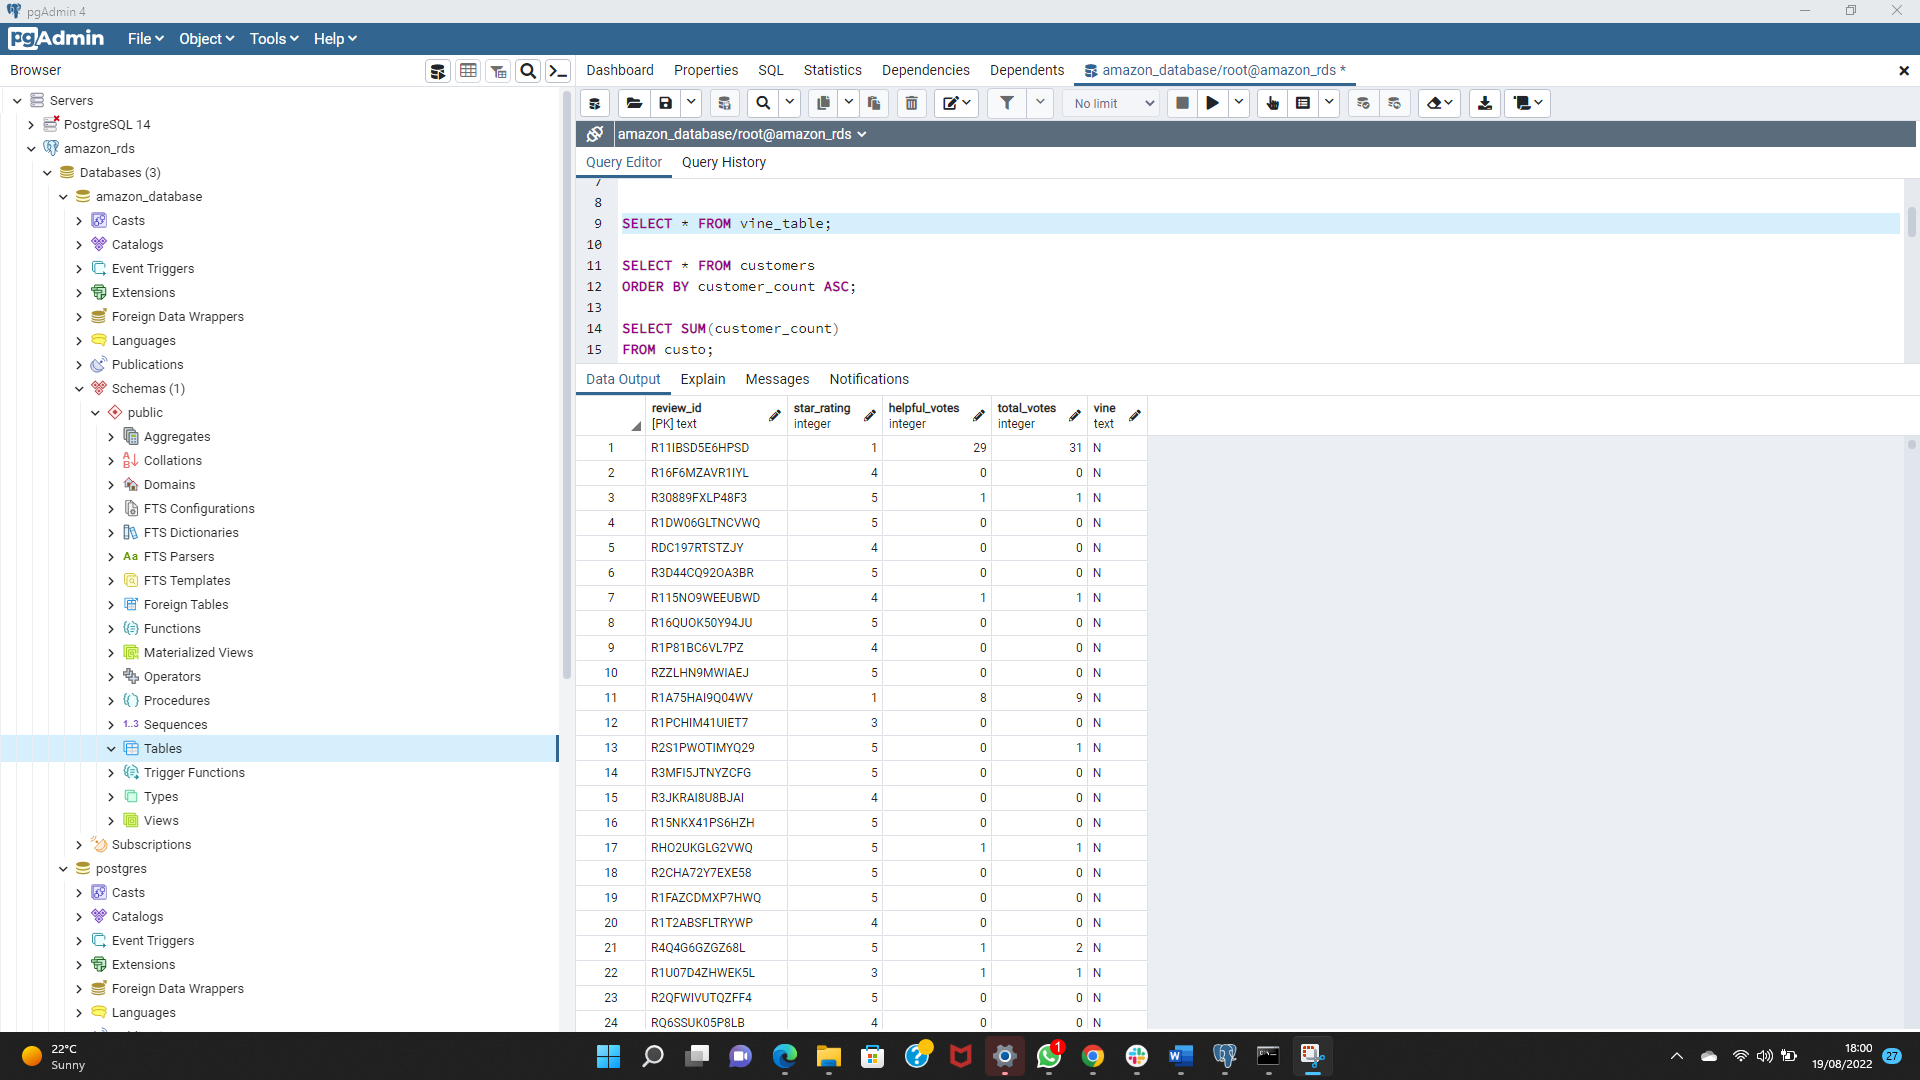 pgAdmin 4
pgAdmin File Object Tools Help
Browser
Servers
PostgreSQL 14
amazon_rds
Databases (3)
amazon_database
Casts
Catalogs
Event Triggers
Extensions
Foreign Data Wrappers
Languages
Publications
Schemas (1)
public
Aggregates
Collations
Domains
FTS Configurations
FTS Dictionaries
Aa FTS Parsers
FTS Templates
Foreign Tables
Functions
Materialized Views
Operators
Procedures
1..3 Sequences
Tables
Trigger Functions
Types
Views
Subscriptions
postgres
Casts
Catalogs
Event Triggers
Extensions
Foreign Data Wrappers
Languages
Dashboard Properties SQL Statistics Dependencies Dependents amazon_database/root@amazon_rds *
No limit
amazon_database/root@amazon_rds
Query Editor Query History
7
8
9 SELECT * FROM vine_table;
10
11 SELECT * FROM customers
12 ORDER BY customer_count ASC;
13
14 SELECT SUM(customer_count)
15 FROM custo;
Data Output Explain Messages Notifications
review_id star_rating helpful_votes total_votes vine
[PK] text integer integer integer text
1 R11IBSD5E6HPSD 1 29 31 N
2 R16F6MZAVR1IYL 4 0 0 N
3 R30889FXLP48F3 5 1 1 N
4 R1DW06GLTNCVWQ 5 0 0 N
5 RDC197RTSTZJY 4 0 0 N
6 R3D44CQ92OA3BR 5 0 0 N
7 R115NO9WEEUBWD 4 1 1 N
8 R16QUOK50Y94JU 5 0 0 N
9 R1P81BC6VL7PZ 4 0 0 N
10 RZZLHN9MWIAEJ 5 0 0 N
11 R1A75HAI9Q04WV 1 8 9 N
12 R1PCHIM41UIET7 3 0 0 N
13 R2S1PWOTIMYQ29 5 0 1 N
14 R3MFI5JTNYZCFG 5 0 0 N
15 R3JKRAI8U8BJAI 4 0 0 N
16 R15NKX41PS6HZH 5 0 0 N
17 RHO2UKGLG2VWQ 5 1 1 N
18 R2CHA72Y7EXE58 5 0 0 N
19 R1FAZCDMXP7HWQ 5 0 0 N
20 R1T2ABSFLTRYWP 4 0 0 N
21 R4Q4G6GZGZ68L 5 1 2 N
22 R1U07D4ZHWEK5L 3 1 1 N
23 R2QFWIVUTQZFF4 5 0 0 N
24 RQ6SSUK05P8LB 4 0 0 N
22°C
Sunny
1
18:00
19/08/2022
27